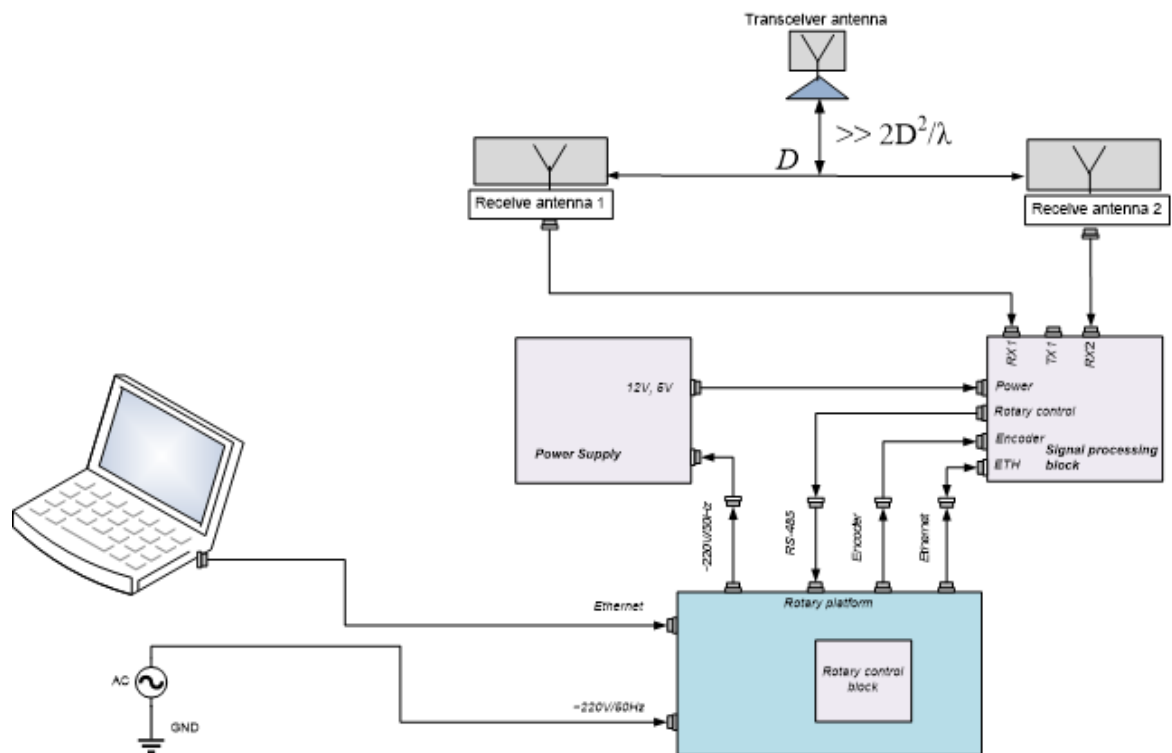 Transceiver antenna
>> 2D²/λ
D
Receive antenna 1
Receive antenna 2
RX1
TX1
RX2
12V, 6V
Power
Rotary control
Encoder
Signal processing
block
ETH
Power Supply
~220V/50Hz
RS-485
Encoder
Ethernet
Ethernet
Rotary platform
Rotary control
block
AC
GND
~220V/50Hz